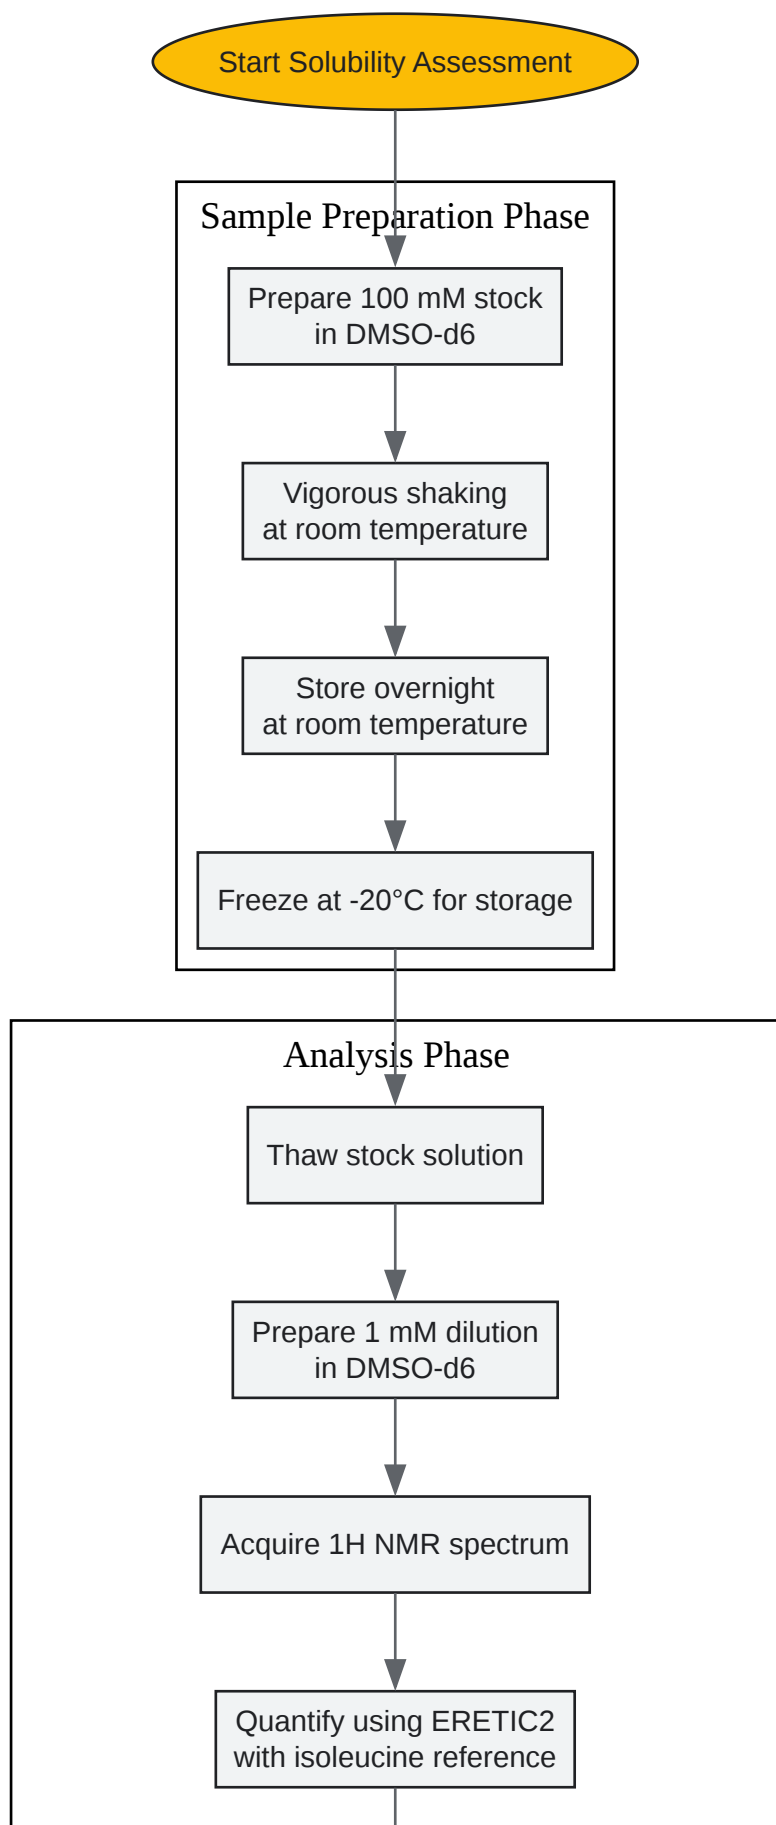 Start Solubility Assessment
Sample Preparation Phase
Prepare 100 mM stock
in DMSO-d6
Vigorous shaking
at room temperature
Store overnight
at room temperature
Freeze at -20°C for storage
Analysis Phase
Thaw stock solution
Prepare 1 mM dilution
in DMSO-d6
Acquire 1H NMR spectrum
Quantify using ERETIC2
with isoleucine reference